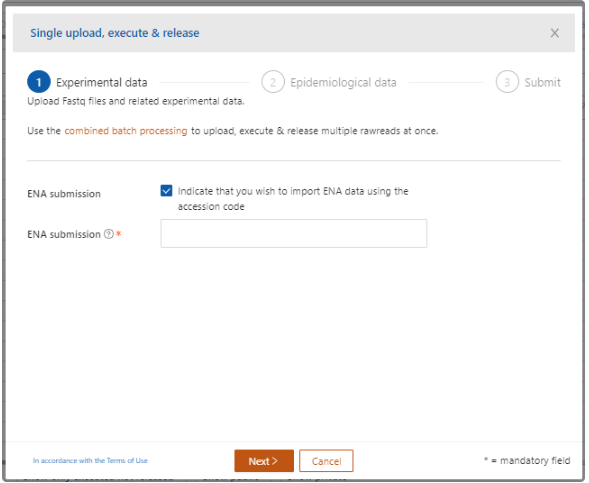 Single upload, execute & release X
1 Experimental data 2 Epidemiological data 3 Submit
Upload Fastq files and related experimental data.
Use the combined batch processing to upload, execute & release multiple rawreads at once.
ENA submission Indicate that you wish to import ENA data using the
accession code
ENA submission ? *
In accordance with the Terms of Use Next > Cancel * = mandatory field